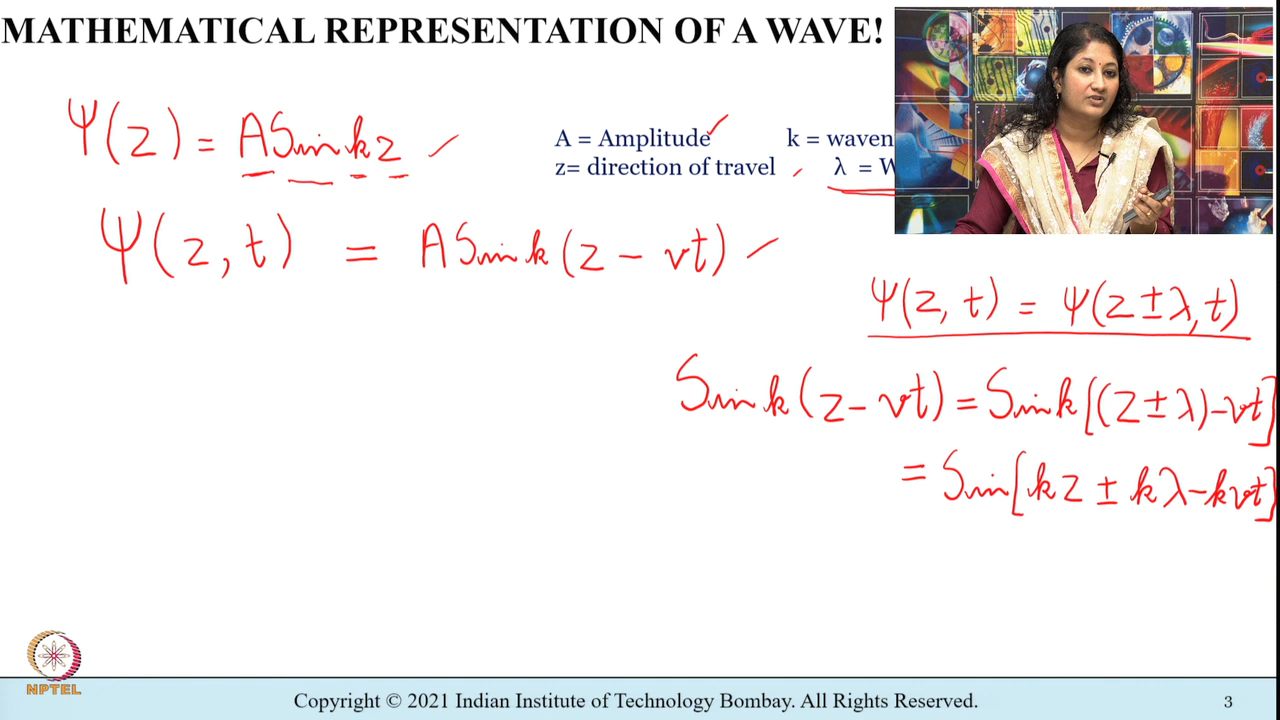 MATHEMATICAL REPRESENTATION OF A WAVE!
Ψ(z) = A Sin kz
A = Amplitude
z= direction of travel
λ =
Ψ(z, t) = A Sin k (z - vt)
Ψ(z, t) = Ψ(z ± λ, t)
Sin k (z - vt) = Sin k [(z ± λ) - vt]
= Sin [kz ± kλ - kvt]
NPTEL
Copyright © 2021 Indian Institute of Technology Bombay. All Rights Reserved.
3